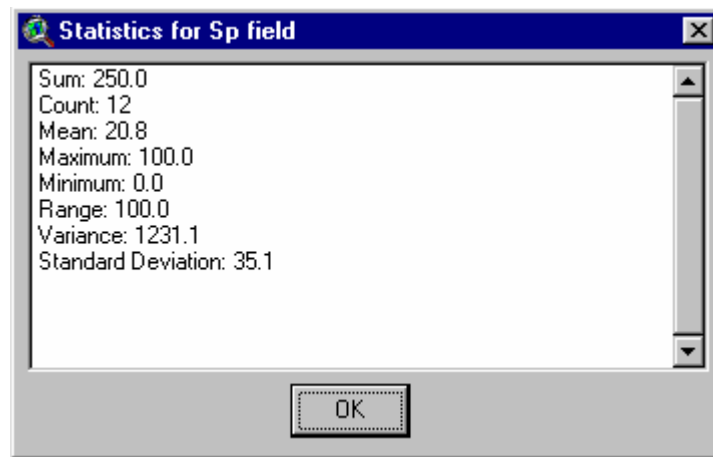 Statistics for Sp field
Sum: 250.0
Count: 12
Mean: 20.8
Maximum: 100.0
Minimum: 0.0
Range: 100.0
Variance: 1231.1
Standard Deviation: 35.1
OK